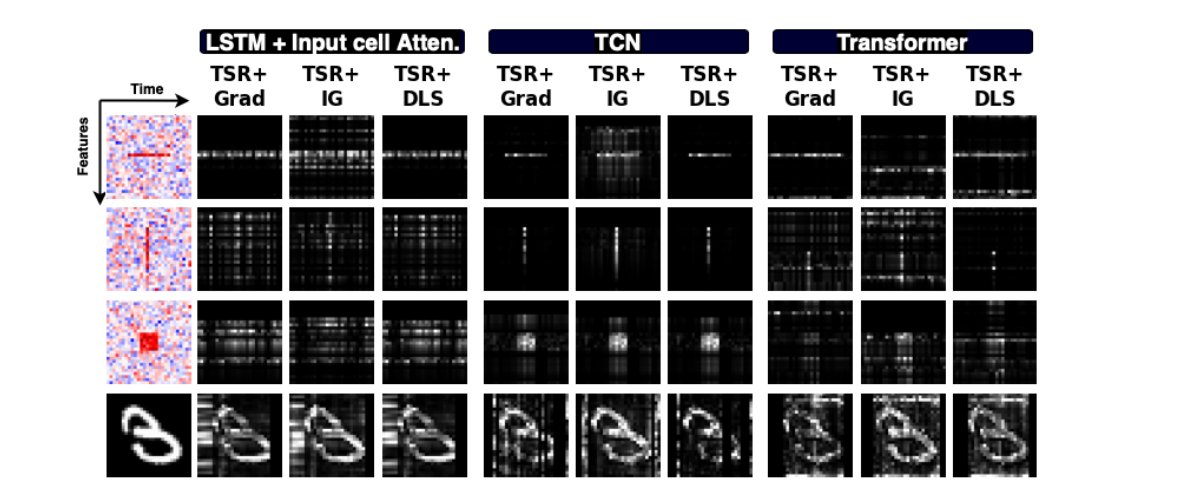 LSTM + Input cell Atten. TCN Transformer
TSR+ TSR+ TSR+ TSR+ TSR+ TSR+ TSR+ TSR+ TSR+
Grad IG DLS Grad IG DLS Grad IG DLS
Time
Features